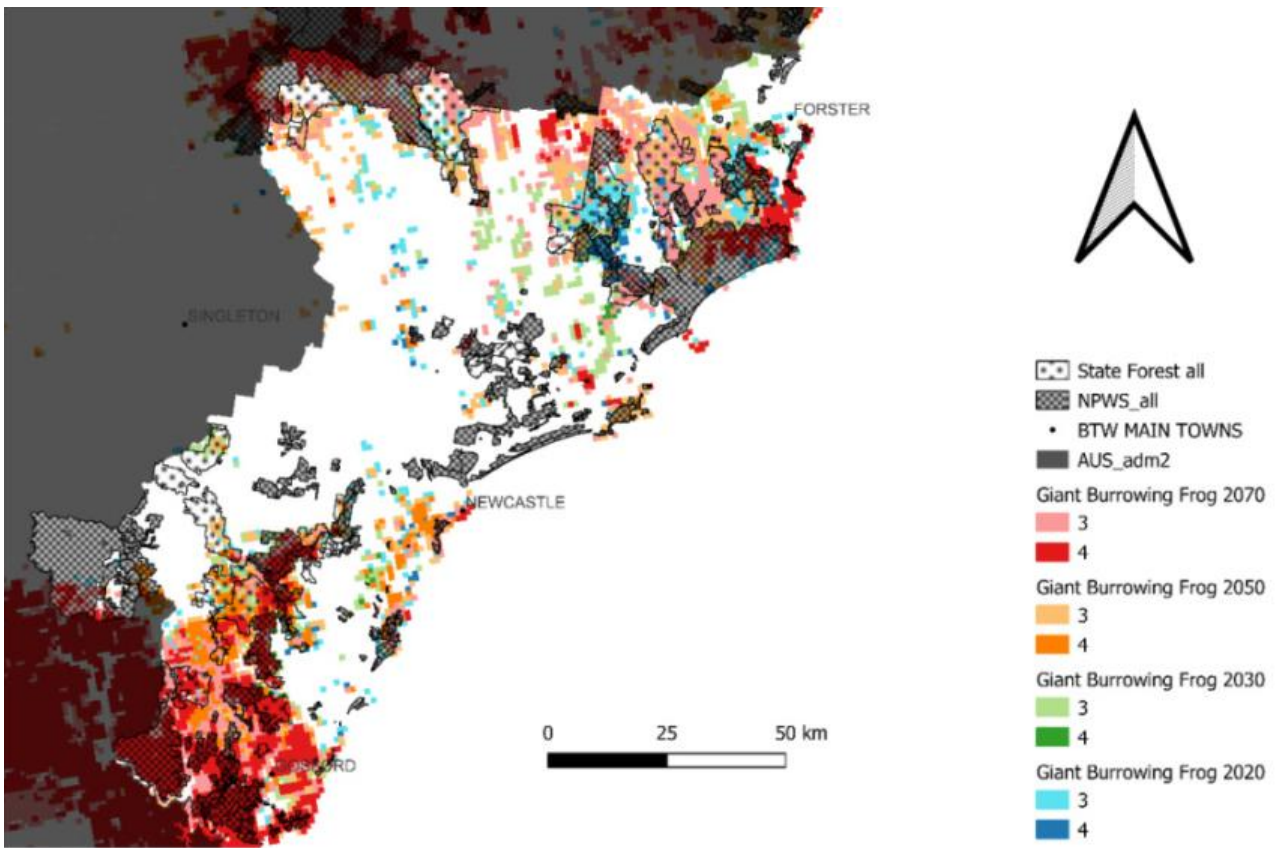 FORSTER
SINGLETON
NEWCASTLE
0 25 50 km
State Forest all
NPWS_all
BTW MAIN TOWNS
AUS_adm2
Giant Burrowing Frog 2070
3
4
Giant Burrowing Frog 2050
3
4
Giant Burrowing Frog 2030
3
4
Giant Burrowing Frog 2020
3
4